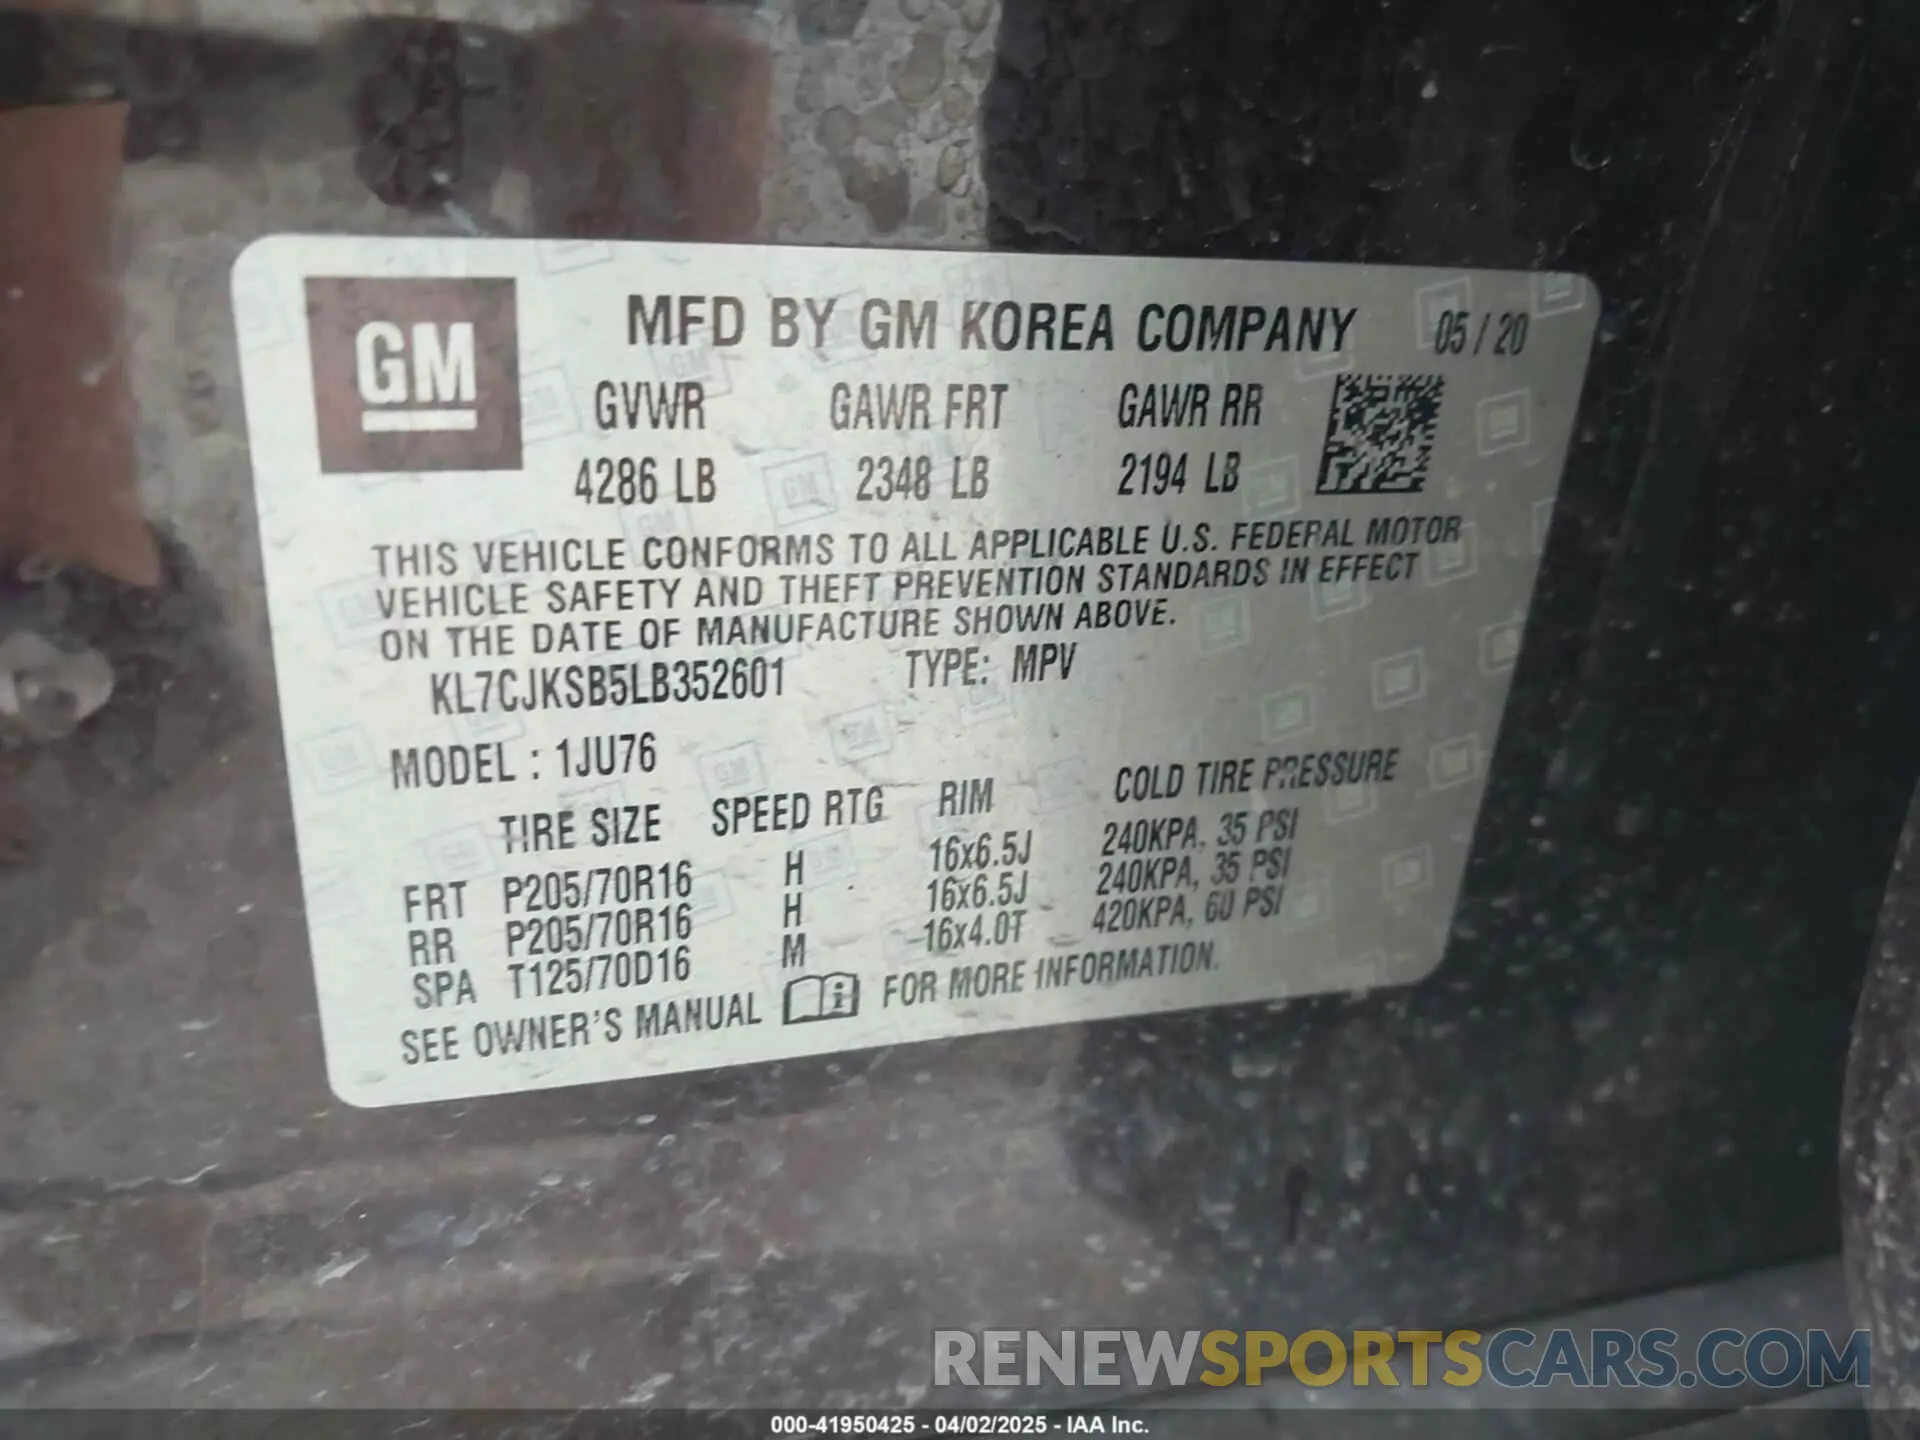 GM
MFD BY GM KOREA COMPANY 05/20
GVWR GAWR FRT GAWR RR
4286 LB 2348 LB 2194 LB
THIS VEHICLE CONFORMS TO ALL APPLICABLE U.S. FEDERAL MOTOR
VEHICLE SAFETY AND THEFT PREVENTION STANDARDS IN EFFECT
ON THE DATE OF MANUFACTURE SHOWN ABOVE.
KL7CJKSB5LB352601 TYPE: MPV
MODEL : 1JU76
TIRE SIZE SPEED RTG RIM COLD TIRE PRESSURE
FRT P205/70R16 H 16x6.5J 240KPA, 35 PSI
RR P205/70R16 H 16x6.5J 240KPA, 35 PSI
SPA T125/70D16 M 16x4.0T 420KPA, 60 PSI
SEE OWNER'S MANUAL i FOR MORE INFORMATION.
RENEWSPORTSCARS.COM
000-41950425 - 04/02/2025 - IAA Inc.